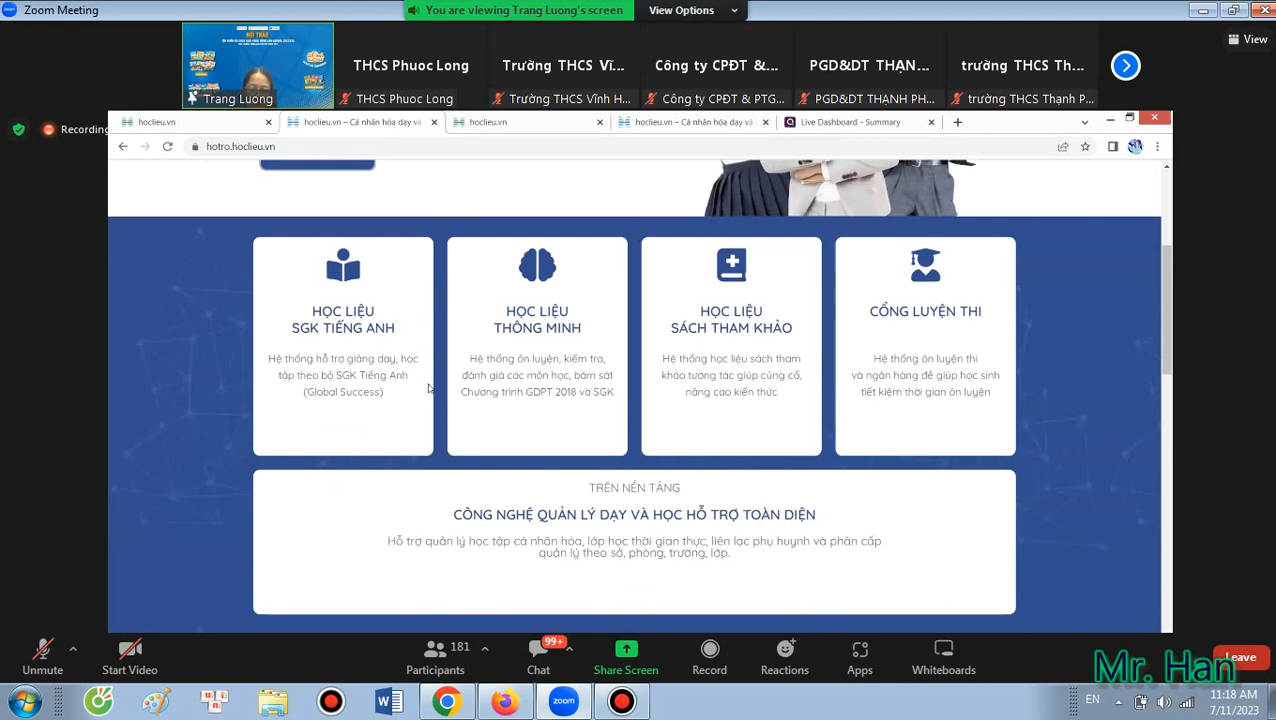 Zoom Meeting
You are viewing Trang Luong's screen
View Options
View
HỘI THẢO
Trang Luong
THCS Phuoc Long
THCS Phuoc Long
Trường THCS Vĩ...
Trường THCS Vĩnh H...
Công ty CPĐT &...
Công ty CPĐT & PTG...
PGD&DT THẠN...
PGD&DT THẠNH PH...
trường THCS Th...
trường THCS Thạnh P...
Recording
hoclieu.vn
hoclieu.vn – Cá nhân hóa dạy và
hoclieu.vn
hoclieu.vn – Cá nhân hóa dạy và
Live Dashboard - Summary
hotro.hoclieu.vn
HỌC LIỆU
SGK TIẾNG ANH
Hệ thống hỗ trợ giảng dạy, học
tập theo bộ SGK Tiếng Anh
(Global Success)
HỌC LIỆU
THÔNG MINH
Hệ thống ôn luyện, kiểm tra,
đánh giá các môn học, bám sát
Chương trình GDPT 2018 và SGK
HỌC LIỆU
SÁCH THAM KHẢO
Hệ thống học liệu sách tham
khảo tương tác giúp củng cố,
nâng cao kiến thức
CỔNG LUYỆN THI
Hệ thống ôn luyện thi
và ngân hàng đề giúp học sinh
tiết kiệm thời gian ôn luyện
TRÊN NỀN TẢNG
CÔNG NGHỆ QUẢN LÝ DẠY VÀ HỌC HỖ TRỢ TOÀN DIỆN
Hỗ trợ quản lý học tập cá nhân hóa, lớp học thời gian thực, liên lạc phụ huynh và phân cấp
quản lý theo sở, phòng, trường, lớp.
Unmute
Start Video
181
Participants
99+
Chat
Share Screen
Record
Reactions
Apps
Whiteboards
Leave
Mr. Han
EN
11:18 AM
7/11/2023